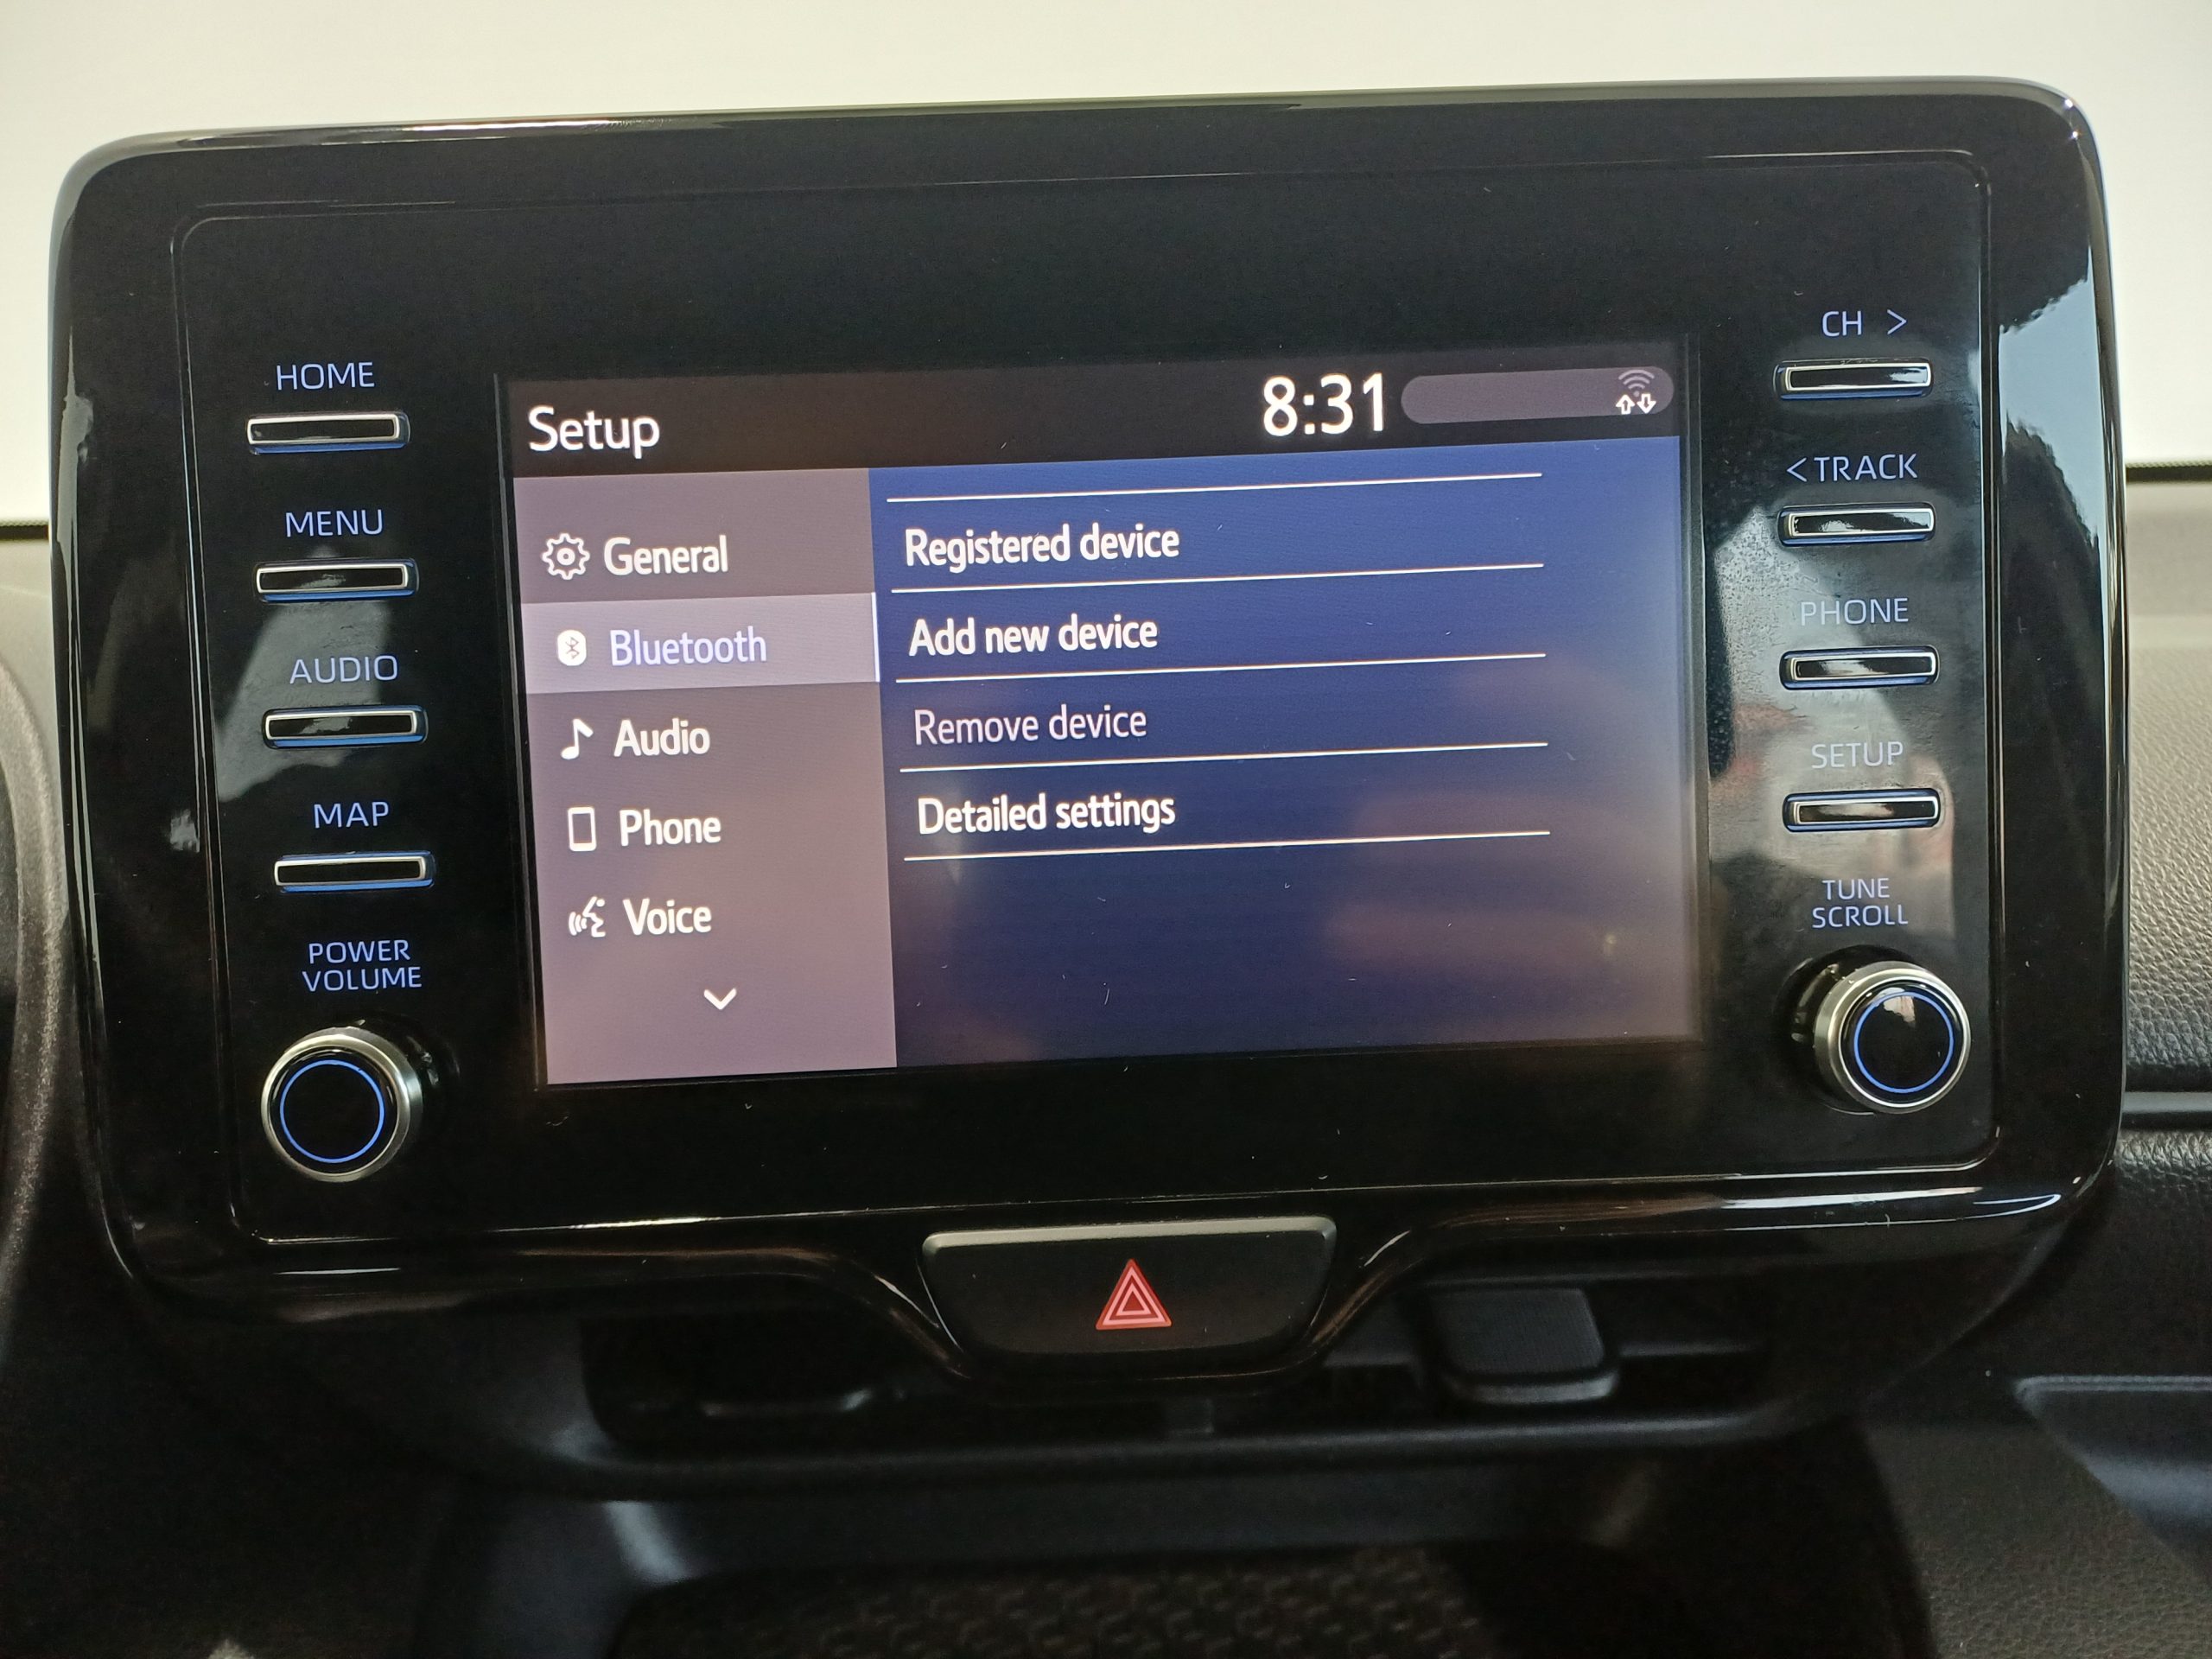 HOME
MENU
AUDIO
MAP
POWER
VOLUME
Setup
8:31
General
Bluetooth
Audio
Phone
Voice
Registered device
Add new device
Remove device
Detailed settings
CH >
< TRACK
PHONE
SETUP
TUNE
SCROLL